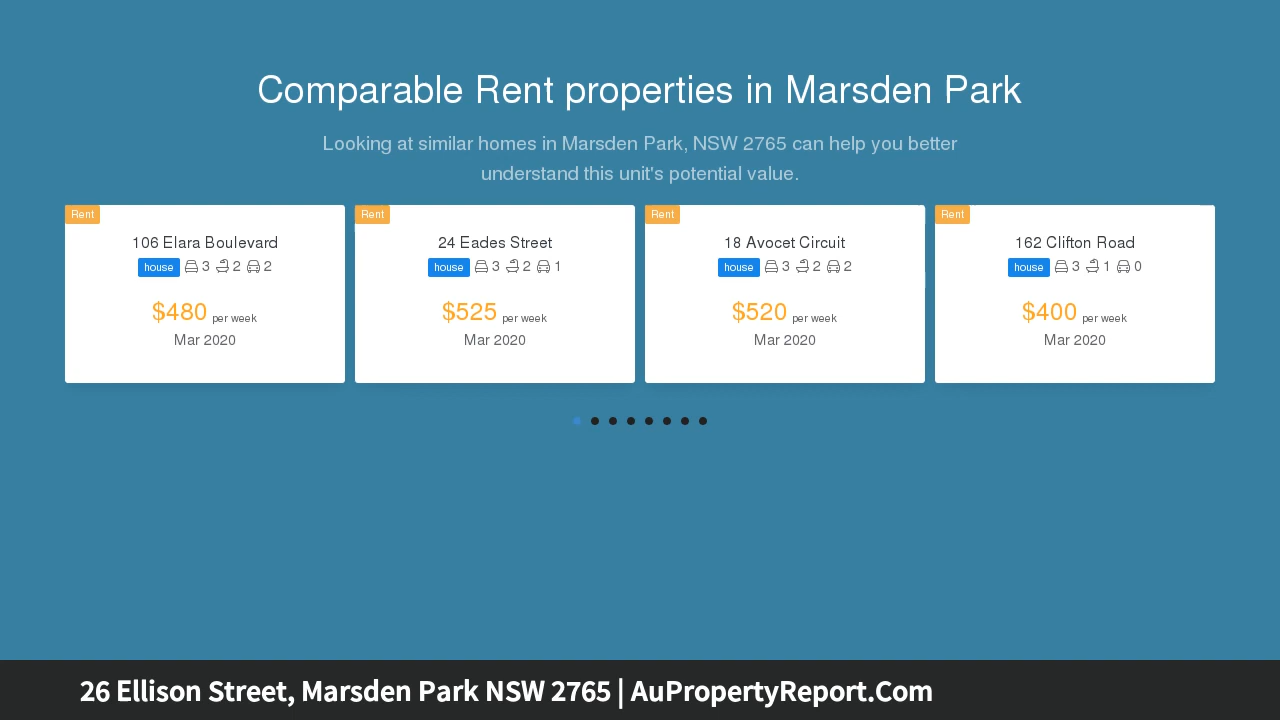 Comparable Rent properties in Marsden Park
Looking at similar homes in Marsden Park, NSW 2765 can help you better
understand this unit's potential value.
Rent
106 Elara Boulevard
house 3 2 2
$480 per week
Mar 2020
Rent
24 Eades Street
house 3 2 1
$525 per week
Mar 2020
Rent
18 Avocet Circuit
house 3 2 2
$520 per week
Mar 2020
Rent
162 Clifton Road
house 3 1 0
$400 per week
Mar 2020
26 Ellison Street, Marsden Park NSW 2765 | AuPropertyReport.Com